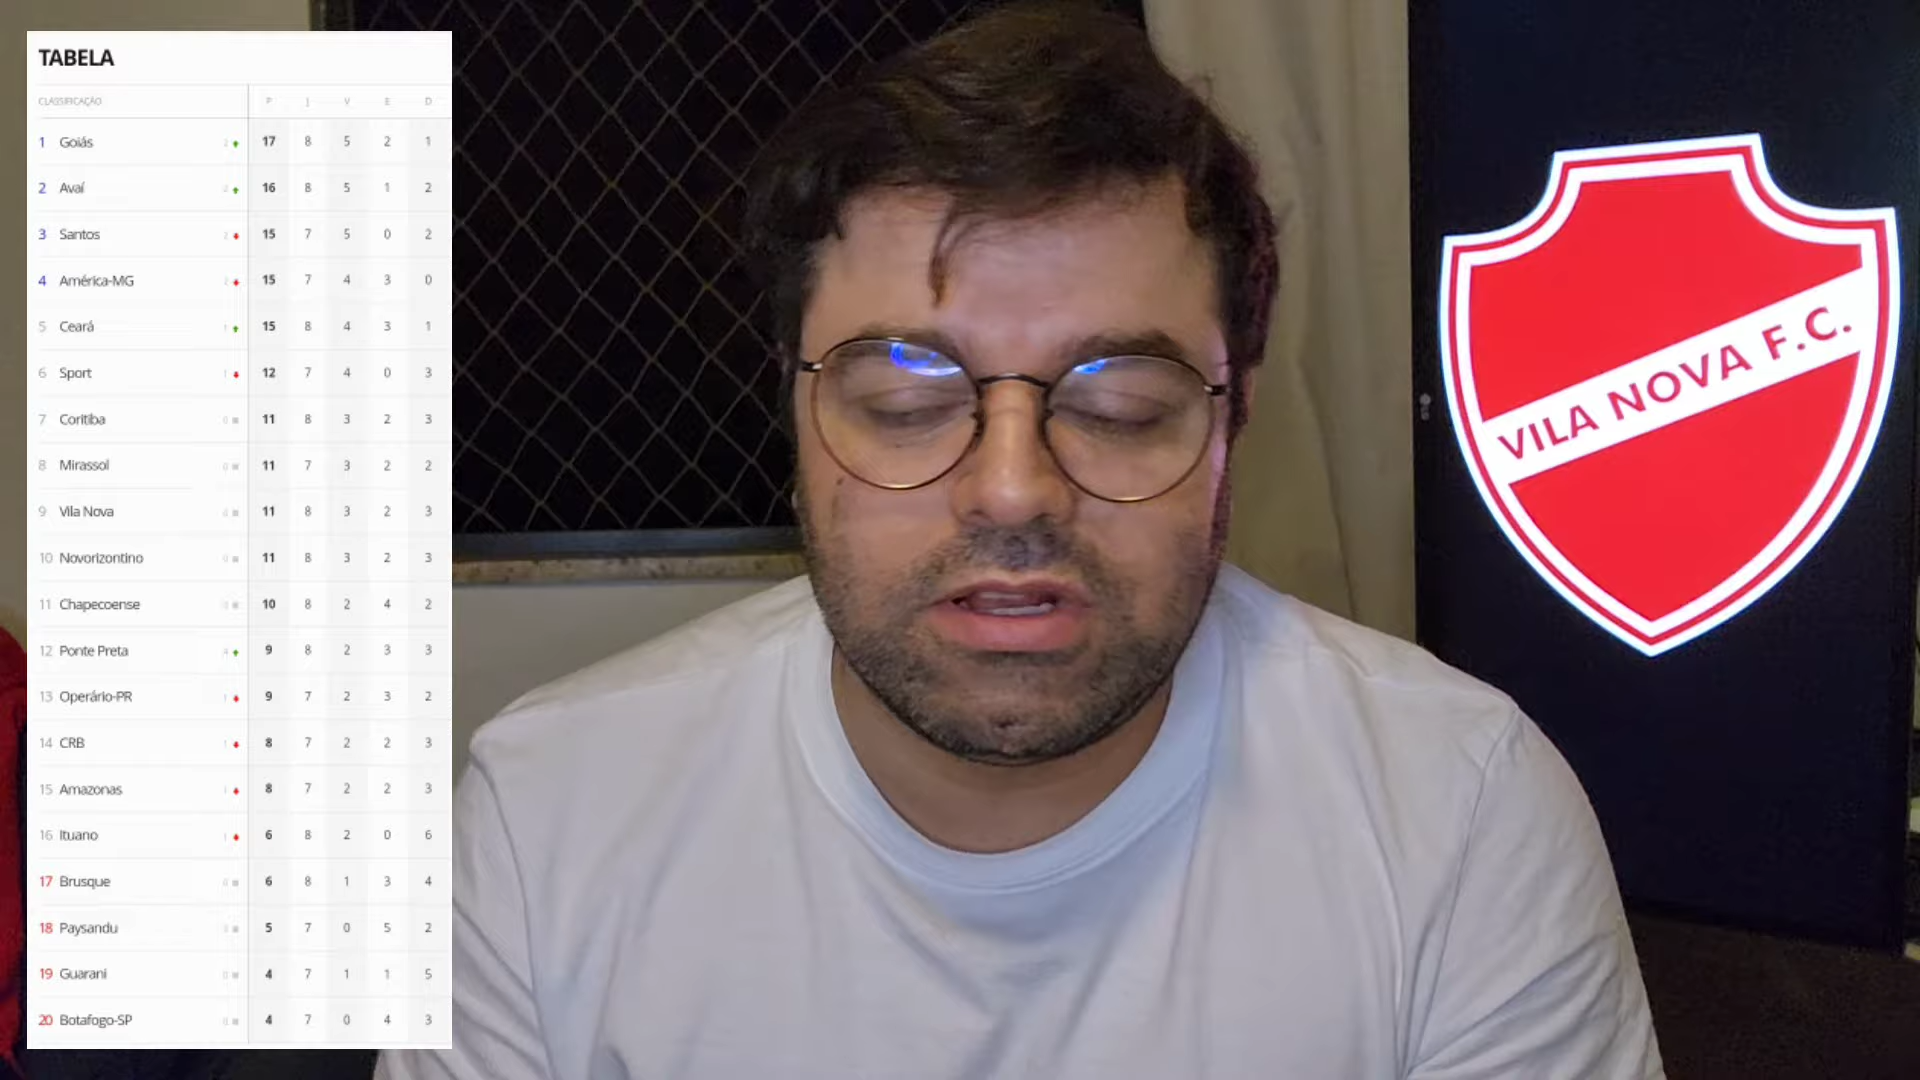 TABELA
CLASSIFICAÇÃO P J V E D
1 Goiás 17 8 5 2 1
2 Avaí 16 8 5 1 2
3 Santos 15 7 5 0 2
4 América-MG 15 7 4 3 0
5 Ceará 15 8 4 3 1
6 Sport 12 7 4 0 3
7 Coritiba 11 8 3 2 3
8 Mirassol 11 7 3 2 2
9 Vila Nova 11 8 3 2 3
10 Novorizontino 11 8 3 2 3
11 Chapecoense 10 8 2 4 2
12 Ponte Preta 9 8 2 3 3
13 Operário-PR 9 7 2 3 2
14 CRB 8 7 2 2 3
15 Amazonas 8 7 2 2 3
16 Ituano 6 8 2 0 6
17 Brusque 6 8 1 3 4
18 Paysandu 5 7 0 5 2
19 Guarani 4 7 1 1 5
20 Botafogo-SP 4 7 0 4 3
VILA NOVA F.C.